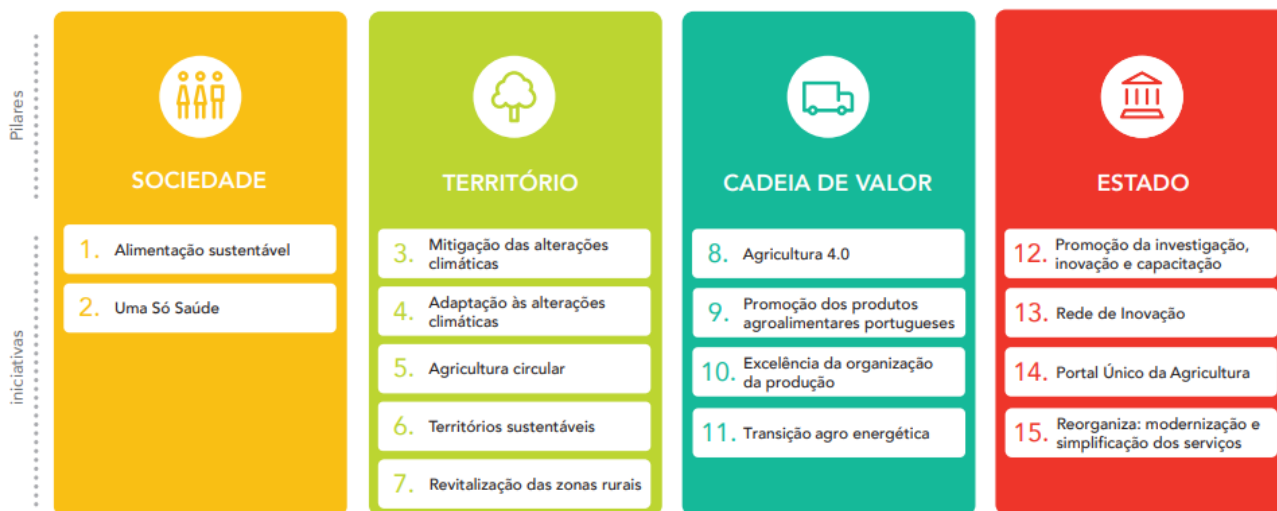 Pilares
SOCIEDADE
TERRITÓRIO
CADEIA DE VALOR
ESTADO
iniciativas
1. Alimentação sustentável
2. Uma Só Saúde
3. Mitigação das alterações
climáticas
4. Adaptação às alterações
climáticas
5. Agricultura circular
6. Territórios sustentáveis
7. Revitalização das zonas rurais
8. Agricultura 4.0
9. Promoção dos produtos
agroalimentares portugueses
10. Excelência da organização
da produção
11. Transição agro energética
12. Promoção da investigação,
inovação e capacitação
13. Rede de Inovação
14. Portal Único da Agricultura
15. Reorganiza: modernização e
simplificação dos serviços